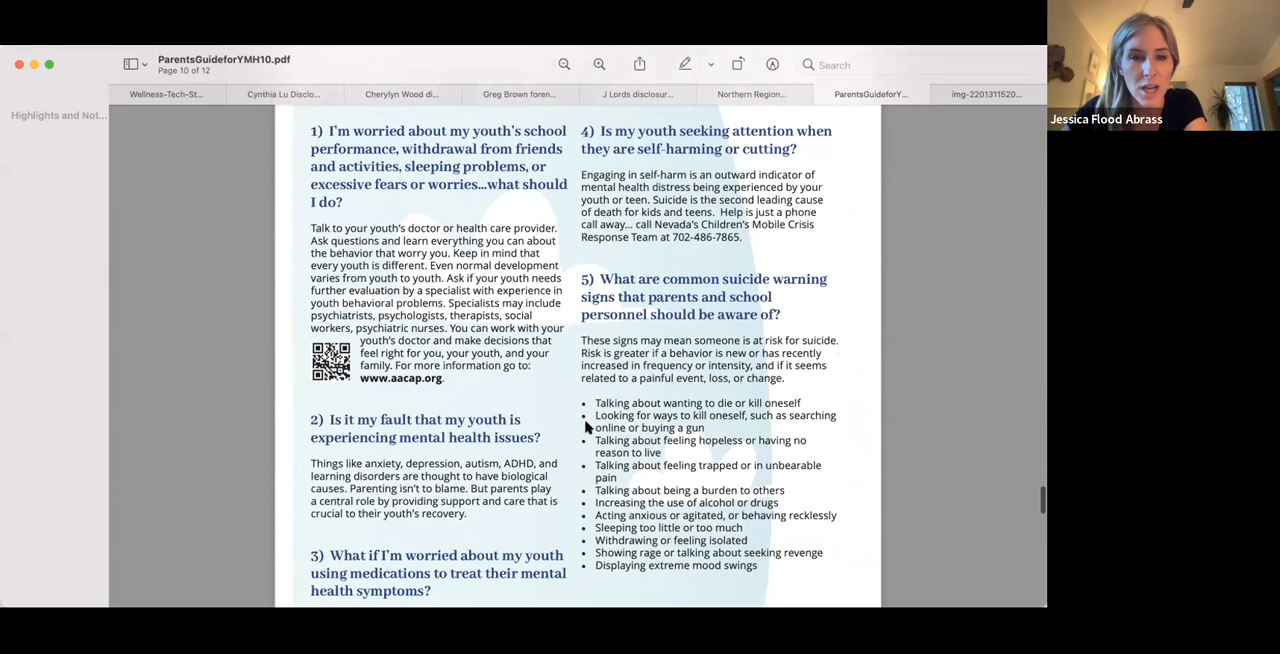 ParentsGuideforYMH10.pdf
Page 10 of 12
Search
Wellness-Tech-St...
Cynthia Lu Disclo...
Cherylyn Wood di...
Greg Brown foren...
J Lords disclosur...
Northern Region...
ParentsGuideforY...
img-2201311520...
Highlights and Not...
Jessica Flood Abrass
1) I'm worried about my youth's school
performance, withdrawal from friends
and activities, sleeping problems, or
excessive fears or worries...what should
I do?
Talk to your youth's doctor or health care provider.
Ask questions and learn everything you can about
the behavior that worry you. Keep in mind that
every youth is different. Even normal development
varies from youth to youth. Ask if your youth needs
further evaluation by a specialist with experience in
youth behavioral problems. Specialists may include
psychiatrists, psychologists, therapists, social
workers, psychiatric nurses. You can work with your
youth's doctor and make decisions that
feel right for you, your youth, and your
family. For more information go to:
www.aacap.org.
2) Is it my fault that my youth is
experiencing mental health issues?
Things like anxiety, depression, autism, ADHD, and
learning disorders are thought to have biological
causes. Parenting isn't to blame. But parents play
a central role by providing support and care that is
crucial to their youth's recovery.
3) What if I'm worried about my youth
using medications to treat their mental
health symptoms?
4) Is my youth seeking attention when
they are self-harming or cutting?
Engaging in self-harm is an outward indicator of
mental health distress being experienced by your
youth or teen. Suicide is the second leading cause
of death for kids and teens. Help is just a phone
call away... call Nevada's Children's Mobile Crisis
Response Team at 702-486-7865.
5) What are common suicide warning
signs that parents and school
personnel should be aware of?
These signs may mean someone is at risk for suicide.
Risk is greater if a behavior is new or has recently
increased in frequency or intensity, and if it seems
related to a painful event, loss, or change.
• Talking about wanting to die or kill oneself
• Looking for ways to kill oneself, such as searching
online or buying a gun
• Talking about feeling hopeless or having no
reason to live
• Talking about feeling trapped or in unbearable
pain
• Talking about being a burden to others
• Increasing the use of alcohol or drugs
• Acting anxious or agitated, or behaving recklessly
• Sleeping too little or too much
• Withdrawing or feeling isolated
• Showing rage or talking about seeking revenge
• Displaying extreme mood swings